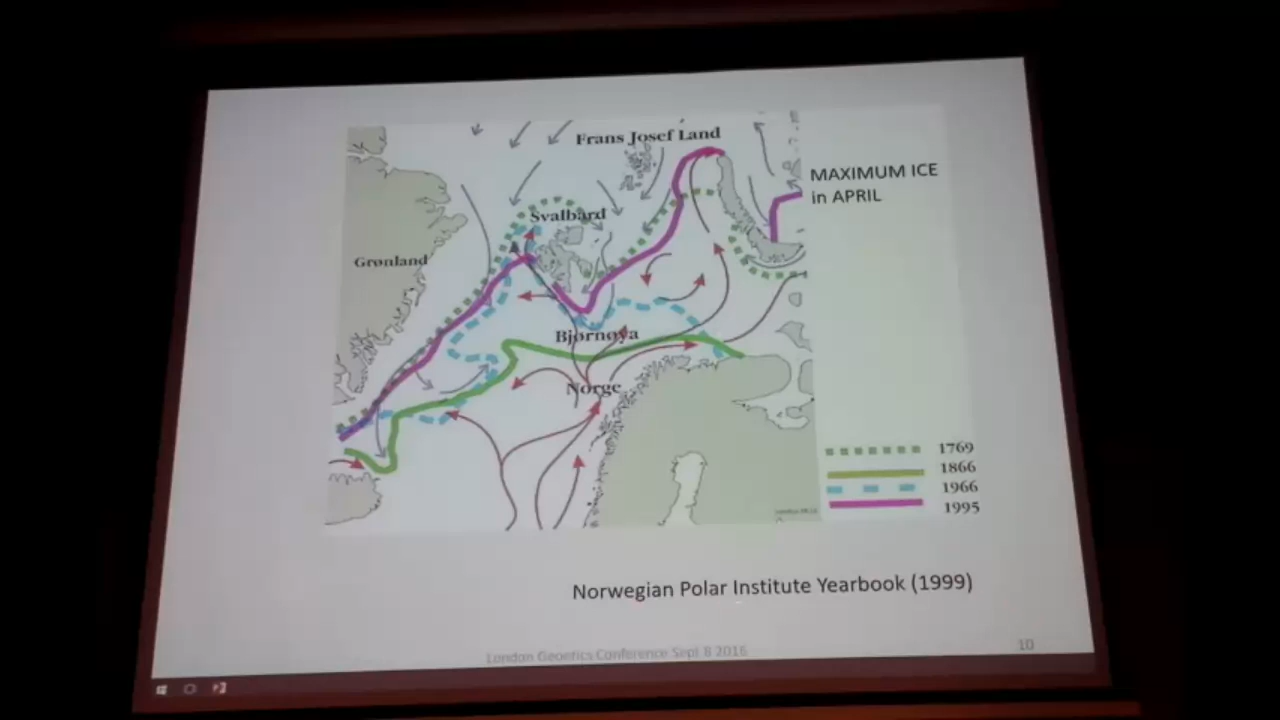 Frans Josef Land
MAXIMUM ICE
in APRIL
Svalbard
Grønland
Bjørnøya
Norge
1769
1866
1966
1995
Norwegian Polar Institute Yearbook (1999)
London Geoetics Conference Sept 8 2016
10